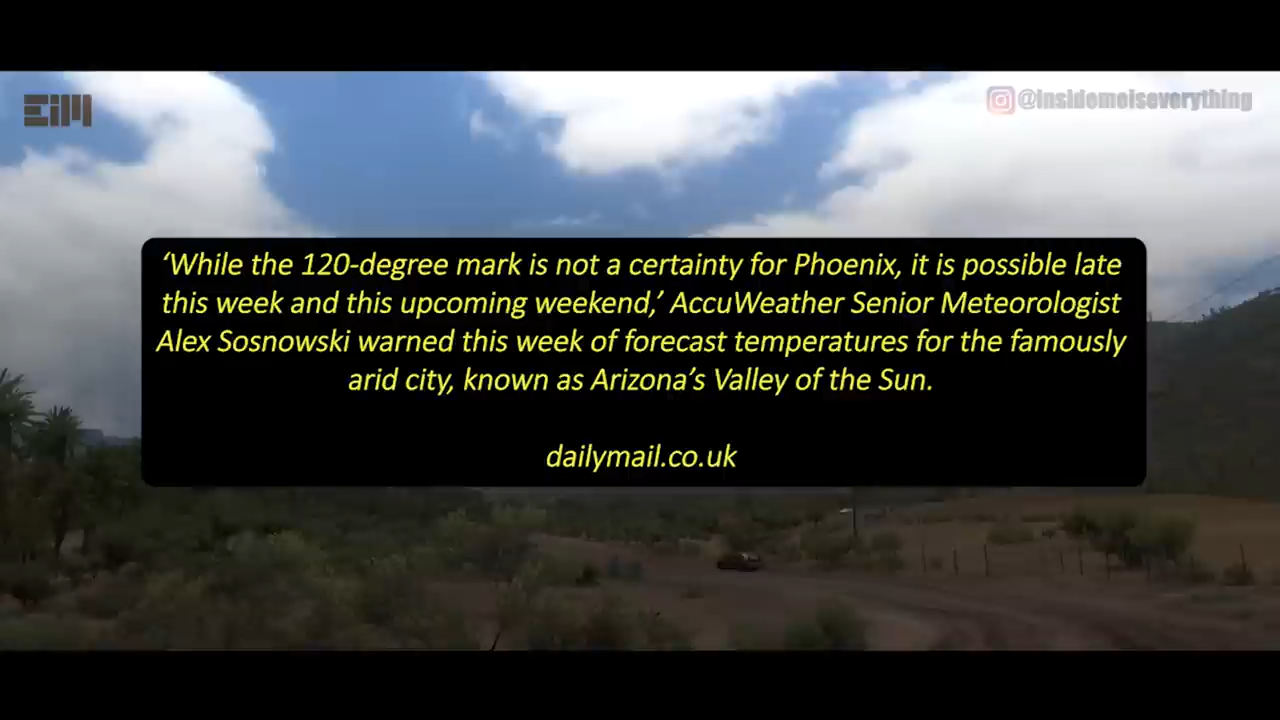 EiM
@insidemeiseverything
‘While the 120-degree mark is not a certainty for Phoenix, it is possible late
this week and this upcoming weekend,’ AccuWeather Senior Meteorologist
Alex Sosnowski warned this week of forecast temperatures for the famously
arid city, known as Arizona’s Valley of the Sun.
dailymail.co.uk